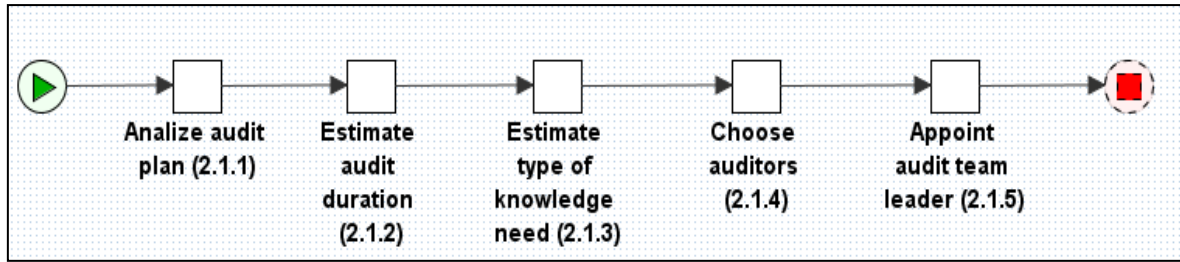 Analize audit
plan (2.1.1)
Estimate
audit
duration
(2.1.2)
Estimate
type of
knowledge
need (2.1.3)
Choose
auditors
(2.1.4)
Appoint
audit team
leader (2.1.5)